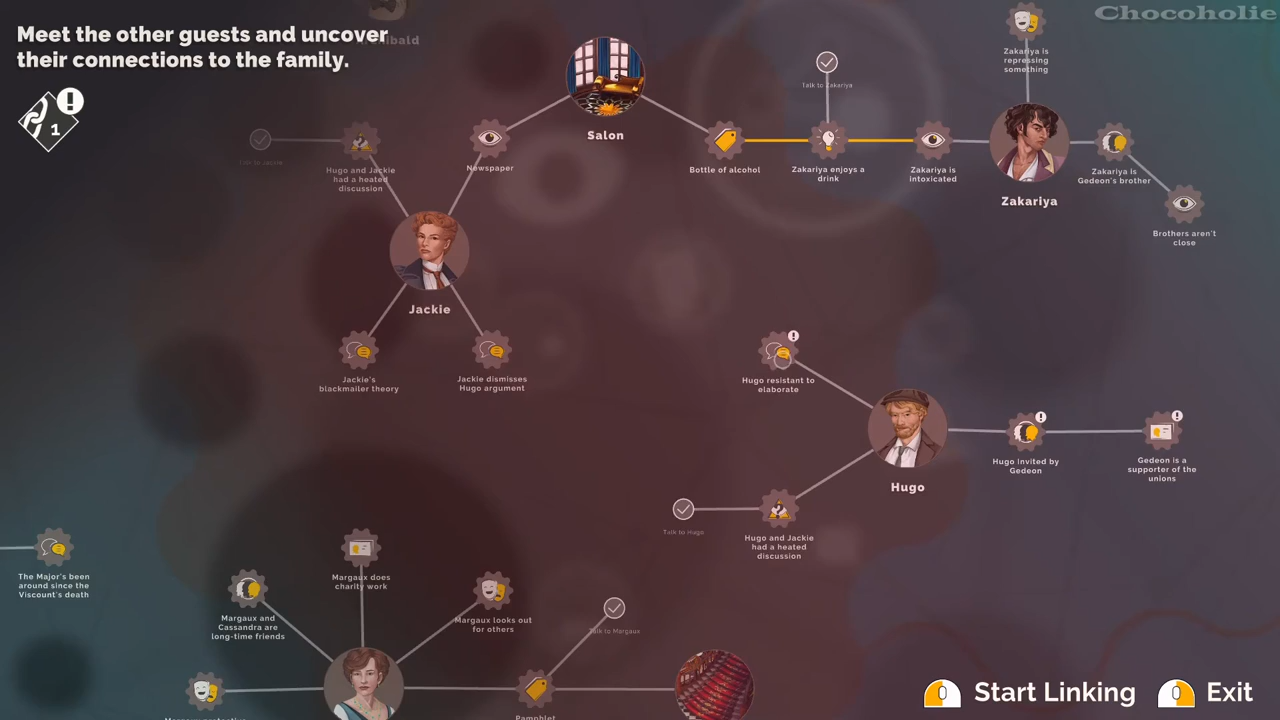 Meet the other guests and uncover
their connections to the family.
Archibald
Chocoholie
1
Salon
Talk to Zakariya
Zakariya is
repressing
something
Talk to Jackie
Hugo and Jackie
had a heated
discussion
Newspaper
Bottle of alcohol
Zakariya enjoys a
drink
Zakariya is
intoxicated
Zakariya
Zakariya is
Gedeon's brother
Brothers aren't
close
Jackie
Jackie's
blackmailer theory
Jackie dismisses
Hugo argument
Hugo resistant to
elaborate
Hugo
Hugo Invited by
Gedeon
Gedeon is a
supporter of the
unions
Talk to Hugo
Hugo and Jackie
had a heated
discussion
The Major's been
around since the
Viscount's death
Margaux does
charity work
Margaux and
Cassandra are
long-time friends
Margaux looks out
for others
Talk to Margaux
Margaux protective
Pamphlet
Start Linking
Exit